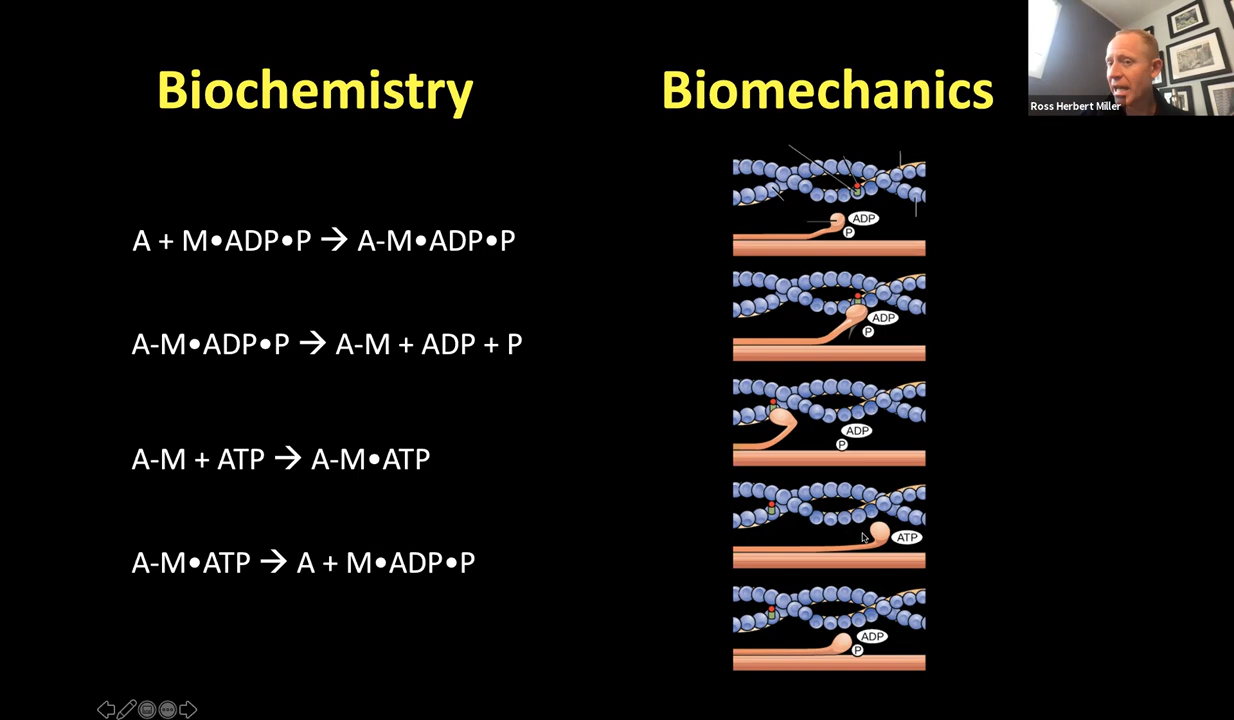 Biochemistry
Biomechanics
Ross Herbert Miller
A + M•ADP•P → A-M•ADP•P
A-M•ADP•P → A-M + ADP + P
A-M + ATP → A-M•ATP
A-M•ATP → A + M•ADP•P
ADP
P
ADP
P
ADP
P
ATP
ADP
P